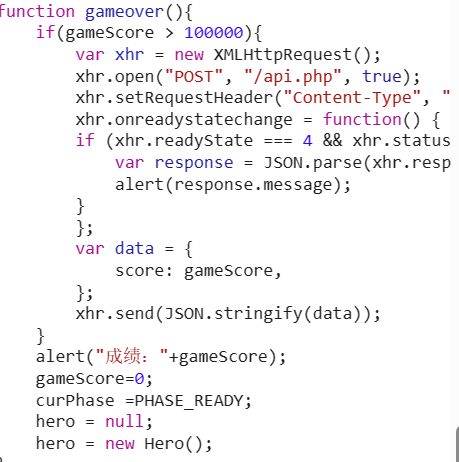 function gameover(){
if(gameScore > 100000){
var xhr = new XMLHttpRequest();
xhr.open("POST", "/api.php", true);
xhr.setRequestHeader("Content-Type", "
xhr.onreadystatechange = function() {
if (xhr.readyState === 4 && xhr.status
var response = JSON.parse(xhr.resp
alert(response.message);
}
};
var data = {
score: gameScore,
};
xhr.send(JSON.stringify(data));
}
alert("成绩："+gameScore);
gameScore=0;
curPhase =PHASE_READY;
hero = null;
hero = new Hero();